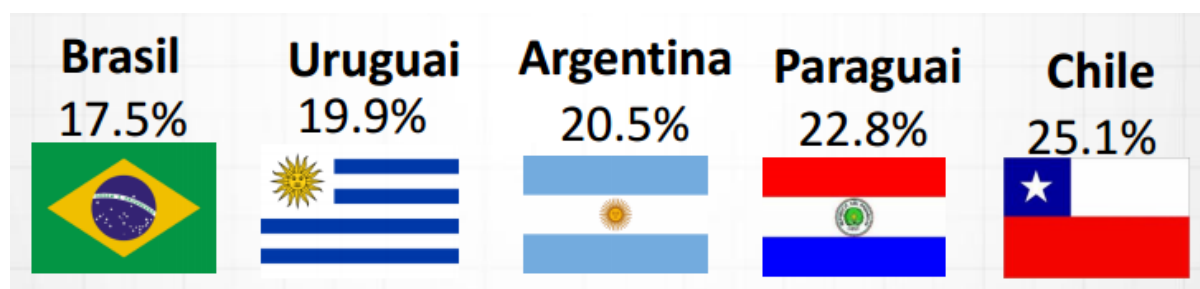 Brasil
17.5%
Uruguai
19.9%
Argentina
20.5%
Paraguai
22.8%
Chile
25.1%